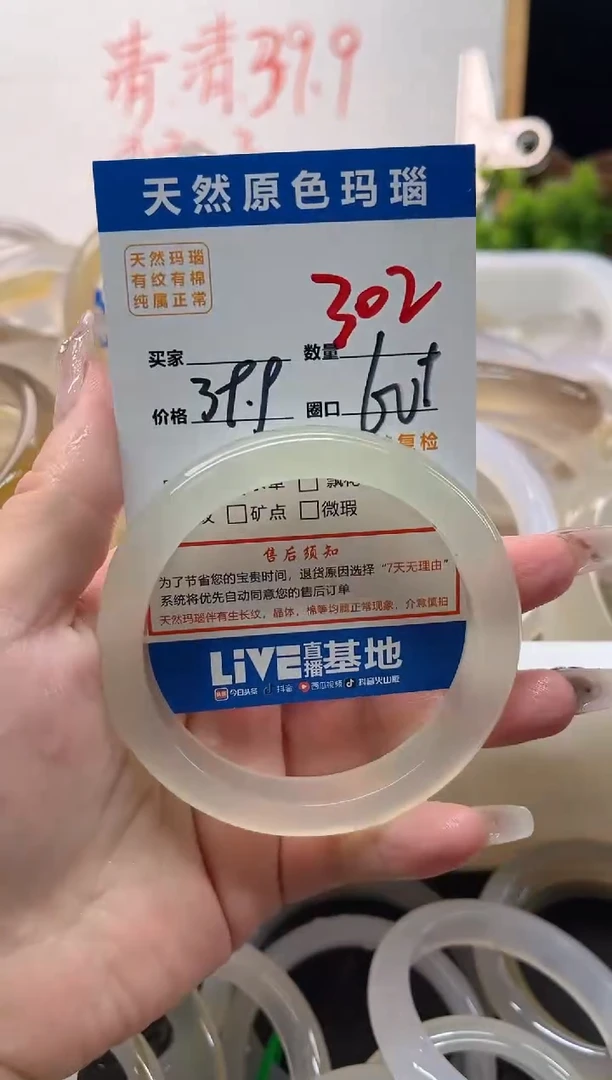 青青39.9
天然原色玛瑙
天然玛瑙
有纹有棉
纯属正常
302
买家 数量
价格 39.9 圈口
复检
矿点 微瑕
售后须知
为了节省您的宝贵时间，退货原因选择“7天无理由”
系统将优先自动同意您的售后订单
天然玛瑙伴有生长纹，晶体，棉等均属正常现象，介意慎拍
LiVE直播基地
今日头条 抖音 西瓜视频 抖音火山版